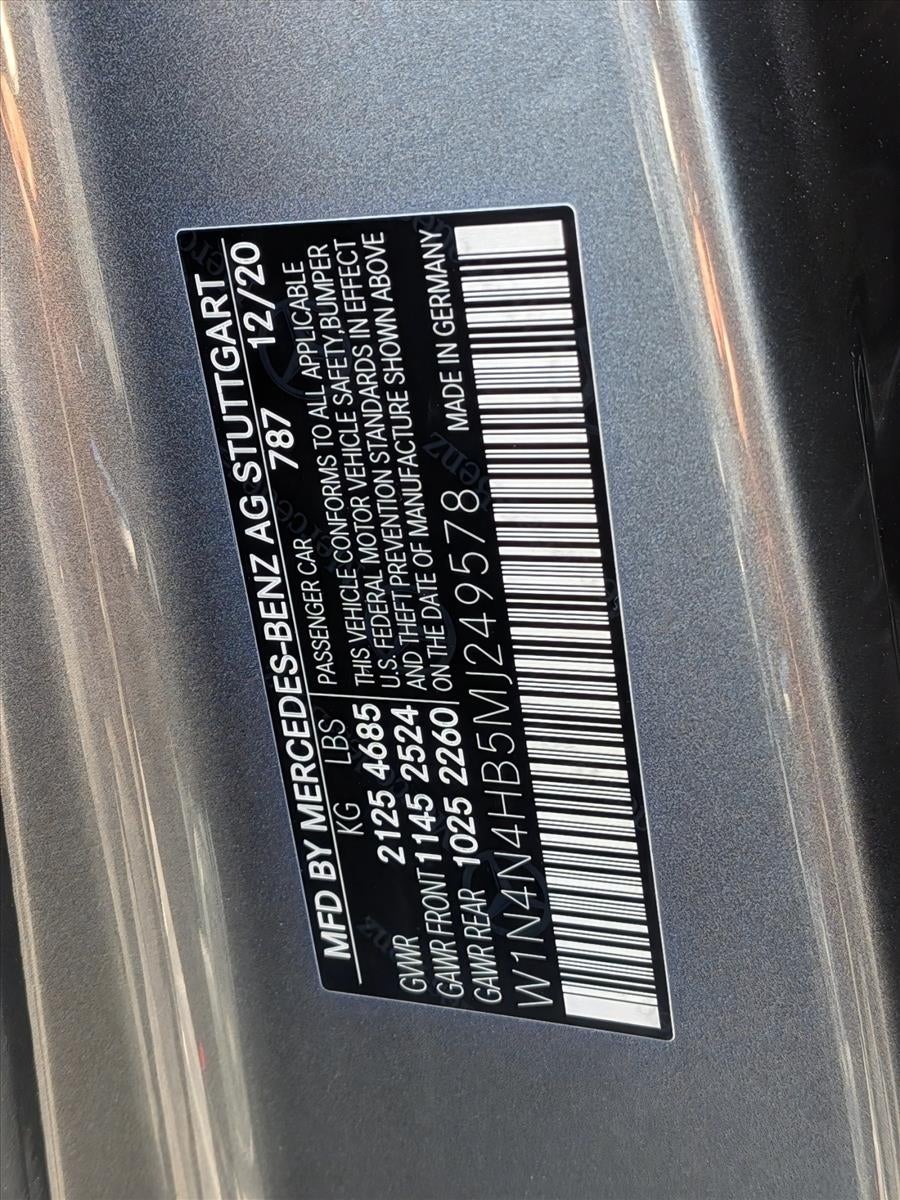 MFD BY MERCEDES-BENZ AG STUTTGART
KG LBS 787 12/20
PASSENGER CAR
GVWR 2125 4685
GAWR FRONT 1145 2524
GAWR REAR 1025 2260
THIS VEHICLE CONFORMS TO ALL APPLICABLE
U.S. FEDERAL MOTOR VEHICLE SAFETY,BUMPER
AND THEFT PREVENTION STANDARDS IN EFFECT
ON THE DATE OF MANUFACTURE SHOWN ABOVE
MADE IN GERMANY
W1N4N4HB5MJ249578